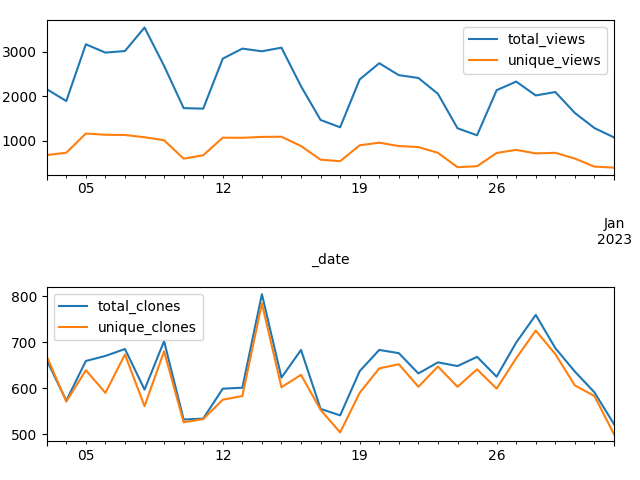 total_views
unique_views
3000
2000
1000
05 12 19 26
Jan
2023
_date
total_clones
unique_clones
800
700
600
500
05 12 19 26